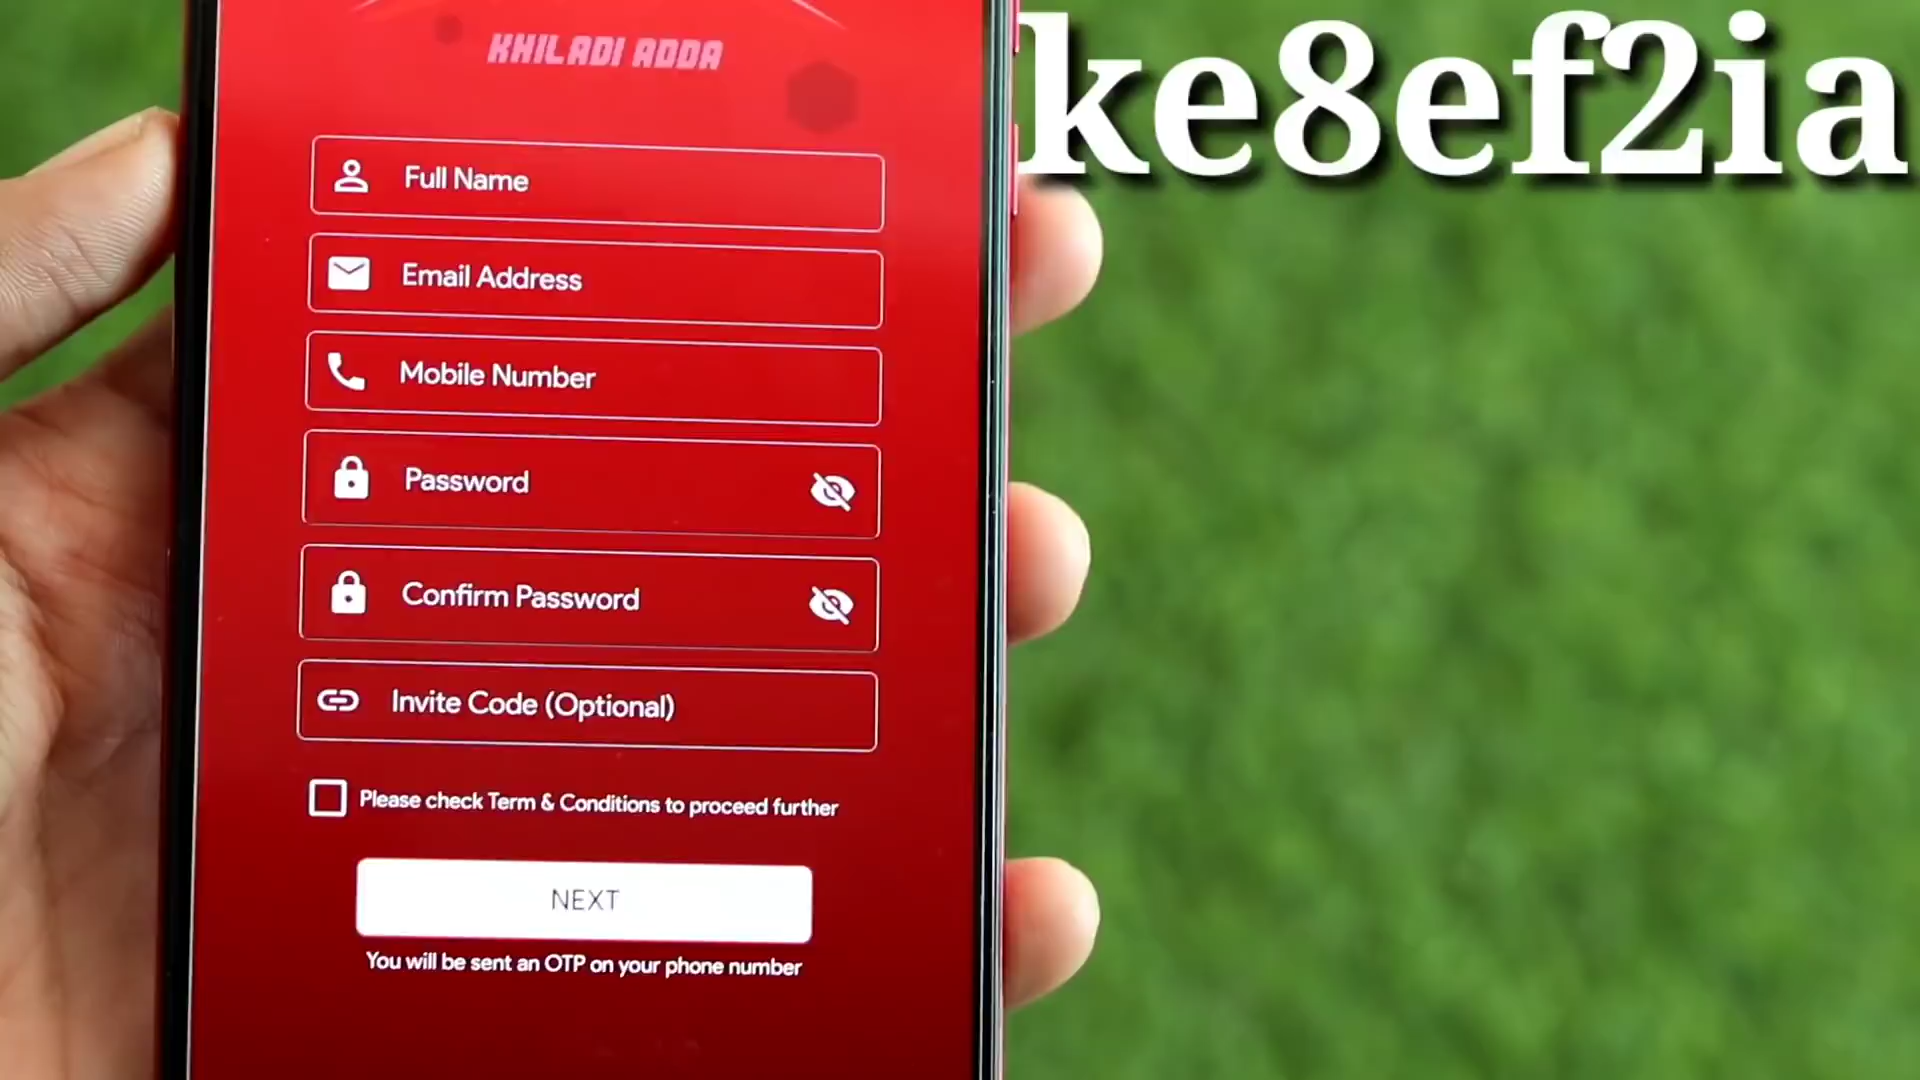 KHILADI ADDA
ke8ef2ia
Full Name
Email Address
Mobile Number
Password
Confirm Password
Invite Code (Optional)
Please check Term & Conditions to proceed further
NEXT
You will be sent an OTP on your phone number